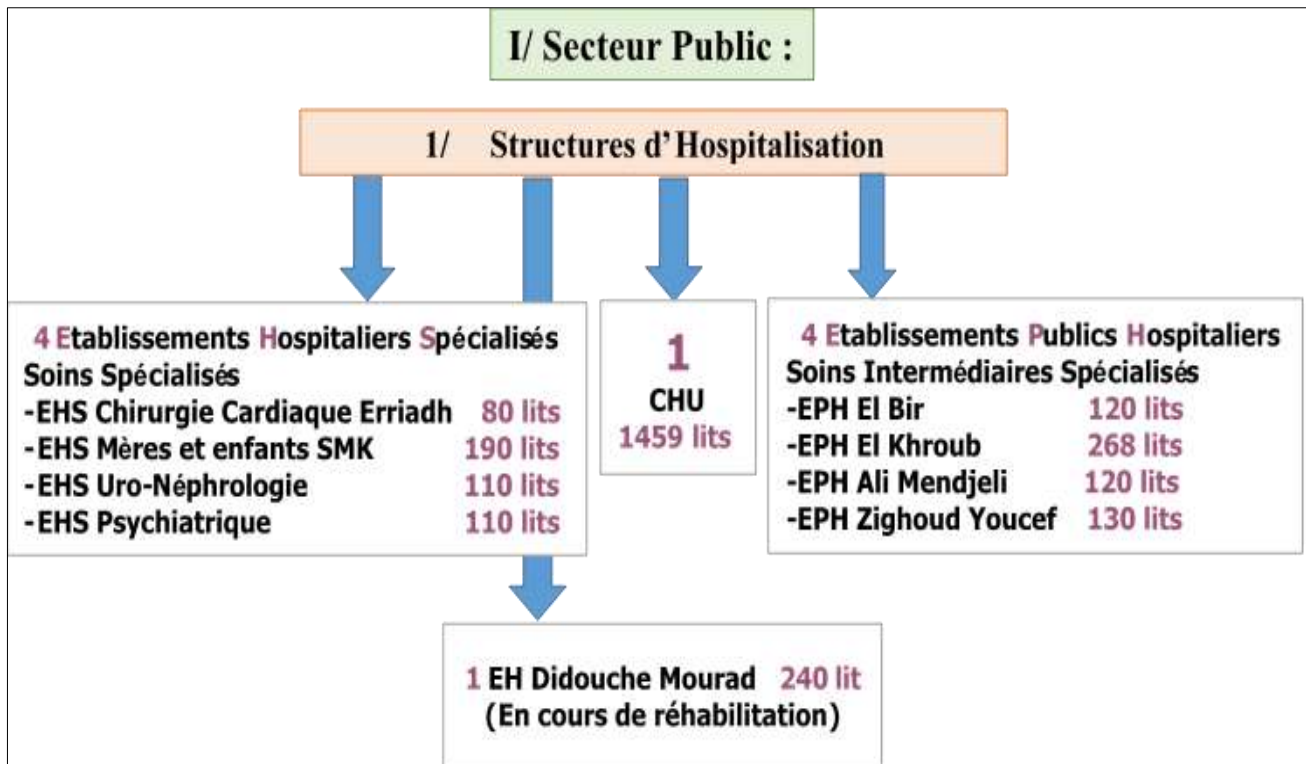 I/ Secteur Public :
1/ Structures d'Hospitalisation
4 Etablissements Hospitaliers Spécialisés
Soins Spécialisés
-EHS Chirurgie Cardiaque Erriadh 80 lits
-EHS Mères et enfants SMK 190 lits
-EHS Uro-Néphrologie 110 lits
-EHS Psychiatrique 110 lits
1
CHU
1459 lits
4 Etablissements Publics Hospitaliers
Soins Intermédiaires Spécialisés
-EPH El Bir 120 lits
-EPH El Khroub 268 lits
-EPH Ali Mendjeli 120 lits
-EPH Zighoud Youcef 130 lits
1 EH Didouche Mourad 240 lit
(En cours de réhabilitation)